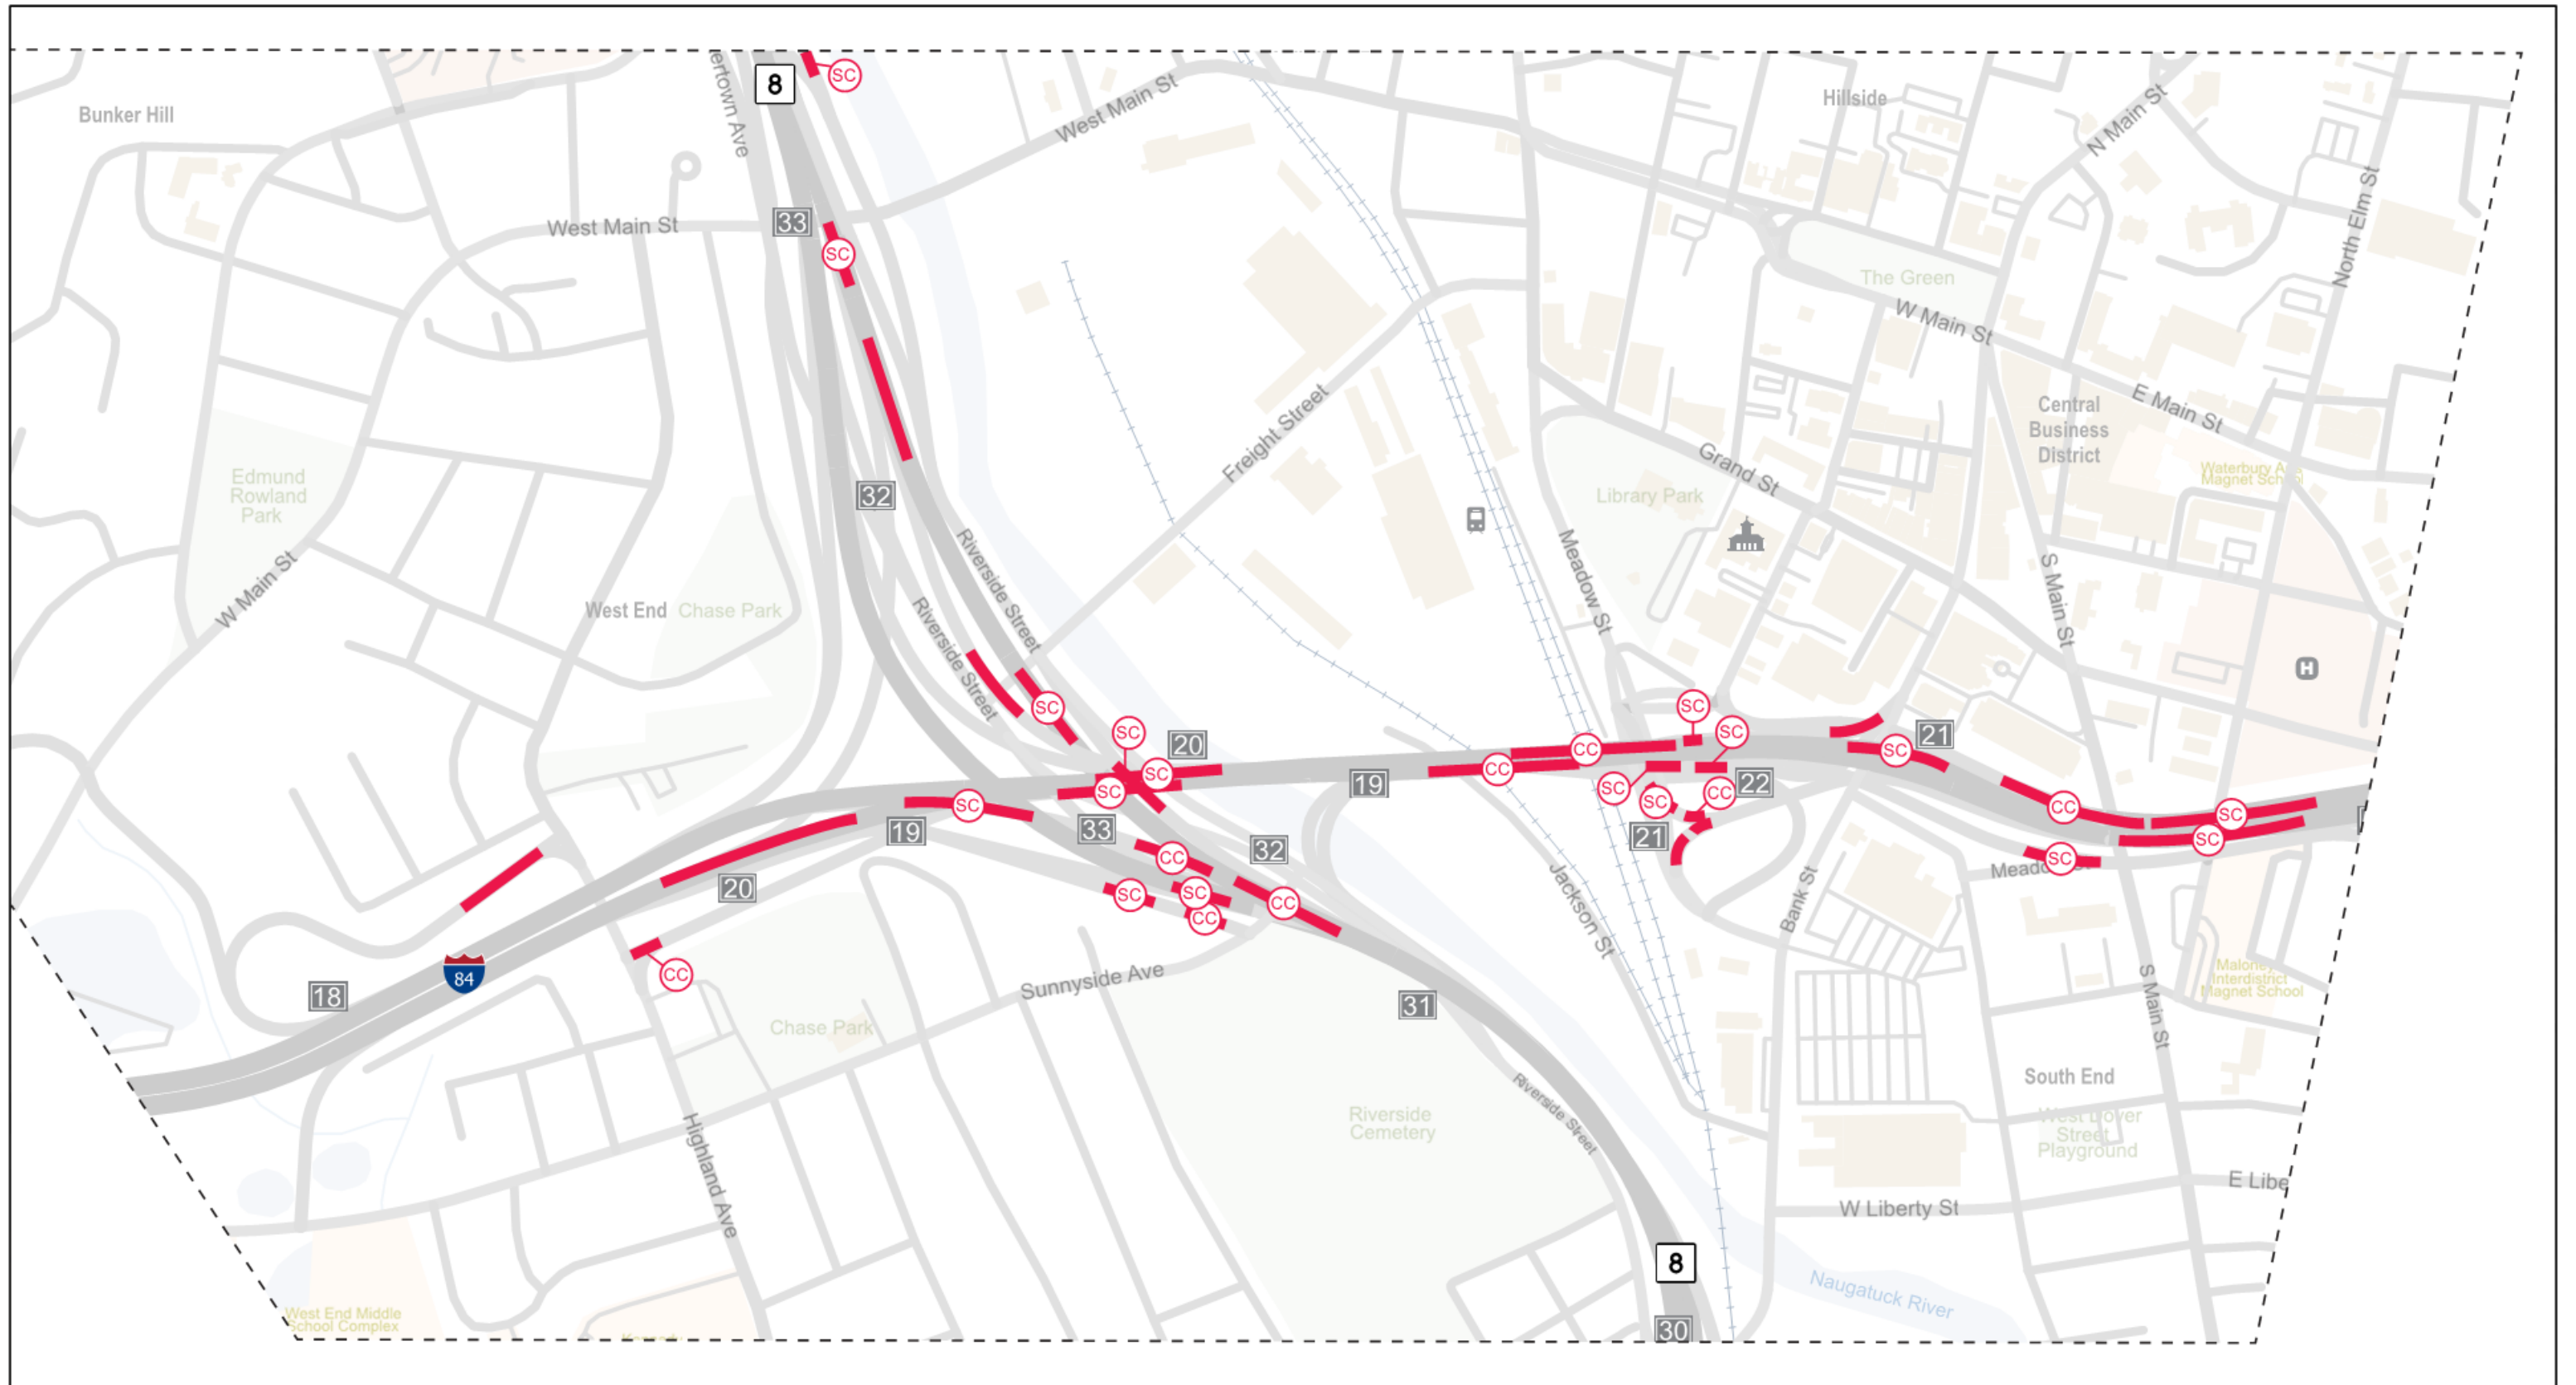 8
SC
ertown Ave
Bunker Hill
West Main St
Hillside
N Main St
North Elm St
West Main St
33
SC
The Green
W Main St
E Main St
Central
Business
District
Edmund
Rowland
Park
32
Freight Street
Library Park
Grand St
W Main St
West End
Chase Park
Riverside Street
Riverside Street
Meadow St
S Main St
H
SC
SC
20
SC
SC
SC
19
33
20
SC
CC
32
CC
SC
SC
CC
CC
19
CC
CC
SC
SC
SC
SC
CC
22
21
SC
21
CC
SC
SC
SC
18
84
CC
Sunnyside Ave
31
Jackson St
Bank St
S Main St
Maloney
Interdistrict
Magnet School
Chase Park
Highland Ave
Riverside
Cemetery
Riverside Street
South End
West Dover
Street
Playground
W Liberty St
E Libe
8
30
Naugatuck River
West End Middle
School Complex